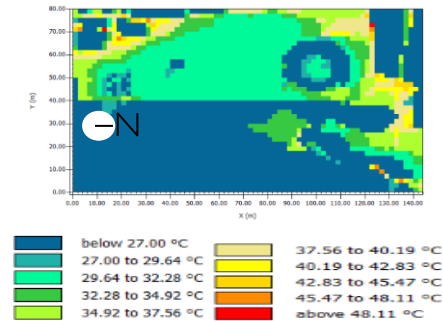 80.00
70.00
60.00
50.00
40.00
30.00
20.00
10.00
0.00
Y (m)
N
0.00 10.00 20.00 30.00 40.00 50.00 60.00 70.00 80.00 90.00 100.00 110.00 120.00 130.00 140.00
X (m)
below 27.00 °C
27.00 to 29.64 °C
29.64 to 32.28 °C
32.28 to 34.92 °C
34.92 to 37.56 °C
37.56 to 40.19 °C
40.19 to 42.83 °C
42.83 to 45.47 °C
45.47 to 48.11 °C
above 48.11 °C